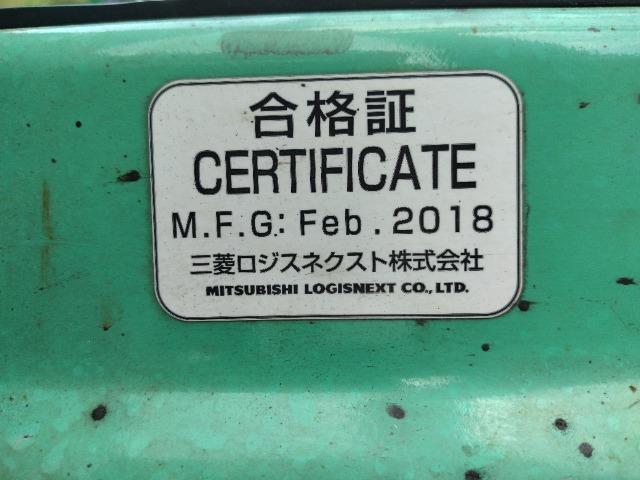 合格証
CERTIFICATE
M.F.G: Feb. 2018
三菱ロジスネクスト株式会社
MITSUBISHI LOGISNEXT CO., LTD.